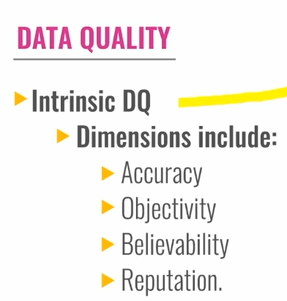 DATA QUALITY
Intrinsic DQ
Dimensions include:
Accuracy
Objectivity
Believability
Reputation.